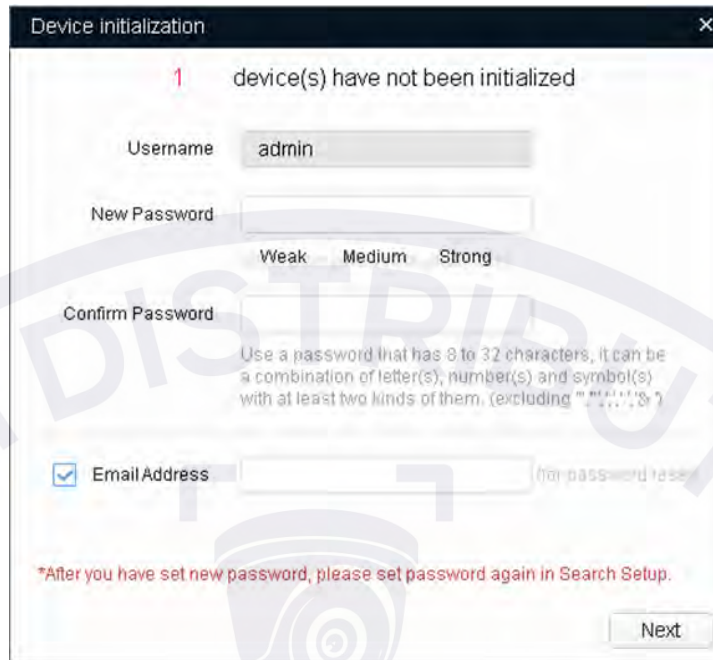 Device initialization
1 device(s) have not been initialized
Username admin
New Password
Weak Medium Strong
Confirm Password
Use a password that has 8 to 32 characters, it can be
a combination of letter(s), number(s) and symbol(s)
with at least two kinds of them. (excluding
Email Address (for password reset
*After you have set new password, please set password again in Search Setup.
Next
DISTRIBU